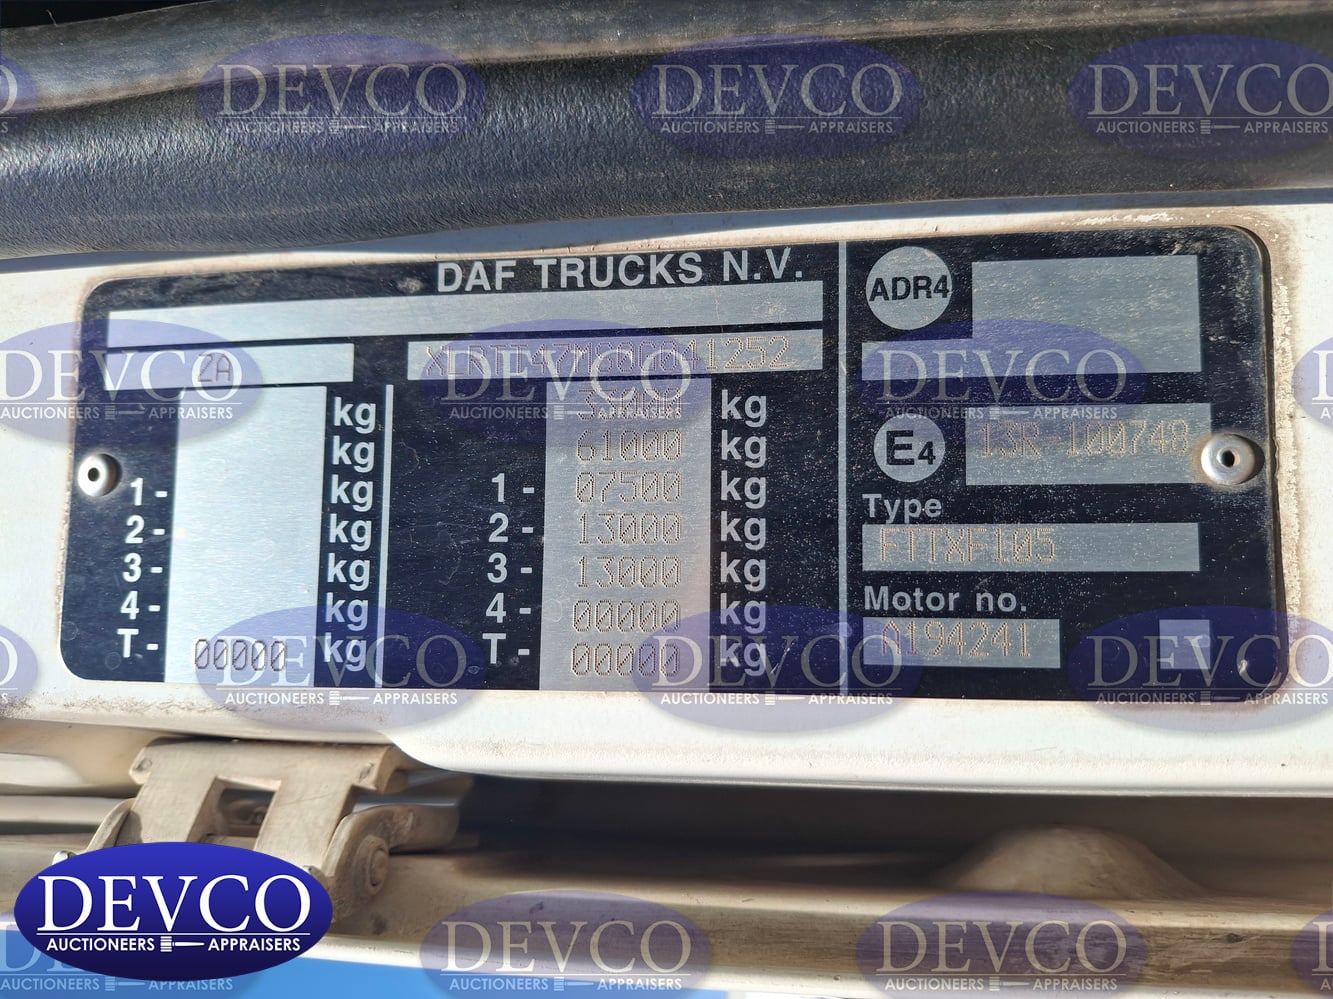 DAF TRUCKS N.V.
ZA
kg
kg
61000 kg
1- kg
1- 07500 kg
2- kg
2- 13000 kg
3- kg
3- 13000 kg
4- kg
4- 00000 kg
T- 00000 kg
T- 00000 kg
ADR4
E4 13R-100748
Type
FTTXF105
Motor no.
A194241
DEVCO
AUCTIONEERS APPRAISERS